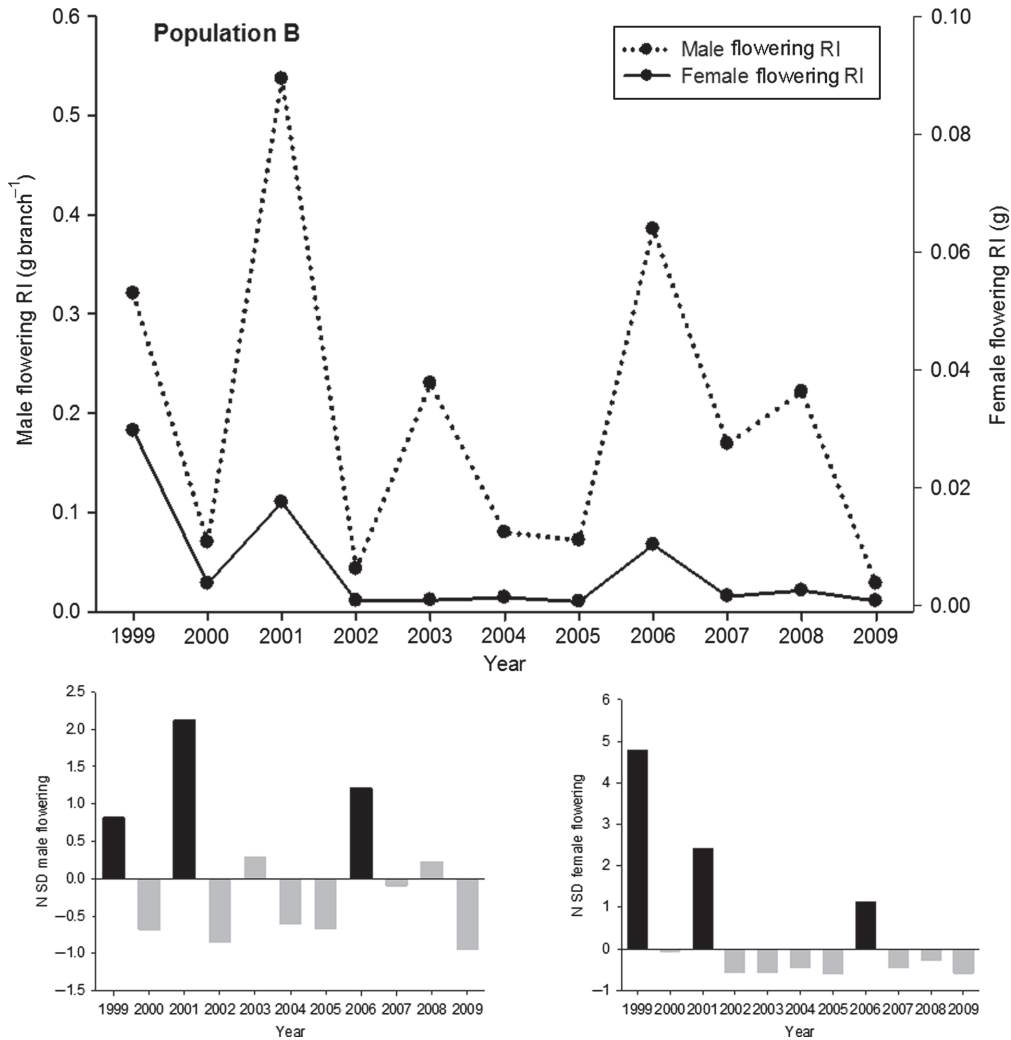 Population B
Male flowering RI
Female flowering RI
0.6
0.5
0.4
0.3
0.2
0.1
0.0
Male flowering RI (g branch⁻¹)
0.10
0.08
0.06
0.04
0.02
0.00
Female flowering RI (g)
1999 2000 2001 2002 2003 2004 2005 2006 2007 2008 2009
Year
2.5
2.0
1.5
1.0
0.5
0.0
−0.5
−1.0
−1.5
N SD male flowering
1999 2000 2001 2002 2003 2004 2005 2006 2007 2008 2009
Year
6
5
4
3
2
1
0
−1
N SD female flowering
1999 2000 2001 2002 2003 2004 2005 2006 2007 2008 2009
Year